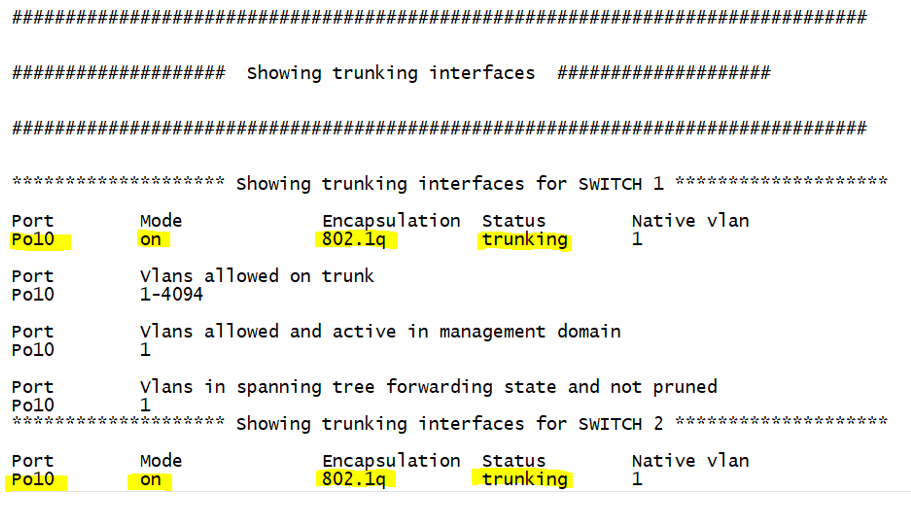 ################################################################################
####################  Showing trunking interfaces  ####################
################################################################################
******************** Showing trunking interfaces for SWITCH 1 ********************
Port        Mode             Encapsulation  Status        Native vlan
Po10        on               802.1q         trunking      1
Port        Vlans allowed on trunk
Po10        1-4094
Port        Vlans allowed and active in management domain
Po10        1
Port        Vlans in spanning tree forwarding state and not pruned
Po10        1
******************** Showing trunking interfaces for SWITCH 2 ********************
Port        Mode             Encapsulation  Status        Native vlan
Po10        on               802.1q         trunking      1